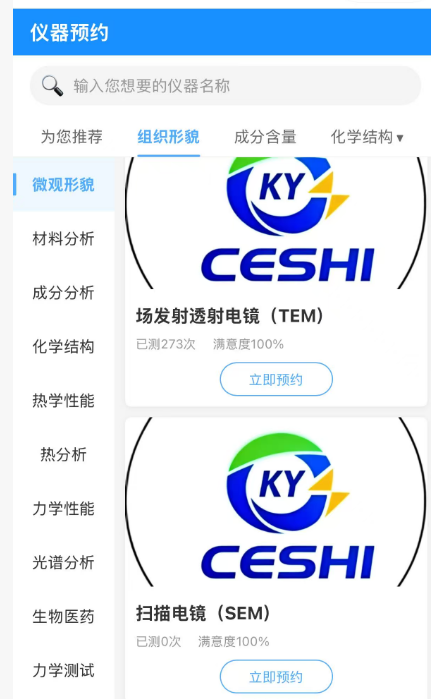 仪器预约
输入您想要的仪器名称
为您推荐 组织形貌 成分含量 化学结构▼
微观形貌
材料分析
成分分析
化学结构
热学性能
热分析
力学性能
光谱分析
生物医药
力学测试
KY
CESHI
场发射透射电镜（TEM）
已测273次 满意度100%
立即预约
KY
CESHI
扫描电镜（SEM）
已测0次 满意度100%
立即预约